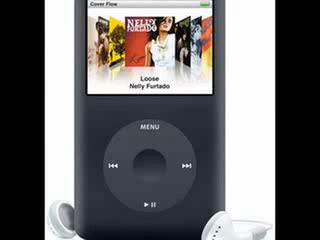 Cover Flow
NELLY
FURTADO
Loose
Nelly Furtado
MENU